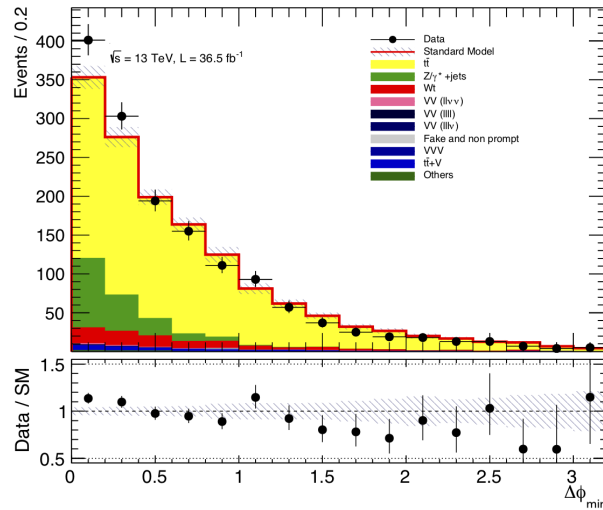 Events / 0.2
400
350
300
250
200
150
100
50
√s = 13 TeV, L = 36.5 fb⁻¹
Data
Standard Model
tt̄
Z/γ* +jets
Wt
VV (llνν)
VV (llll)
VV (lllν)
Fake and non prompt
VVV
tt̄+V
Others
Data / SM
1.5
1
0.5
0 0.5 1 1.5 2 2.5 3
Δϕ_min